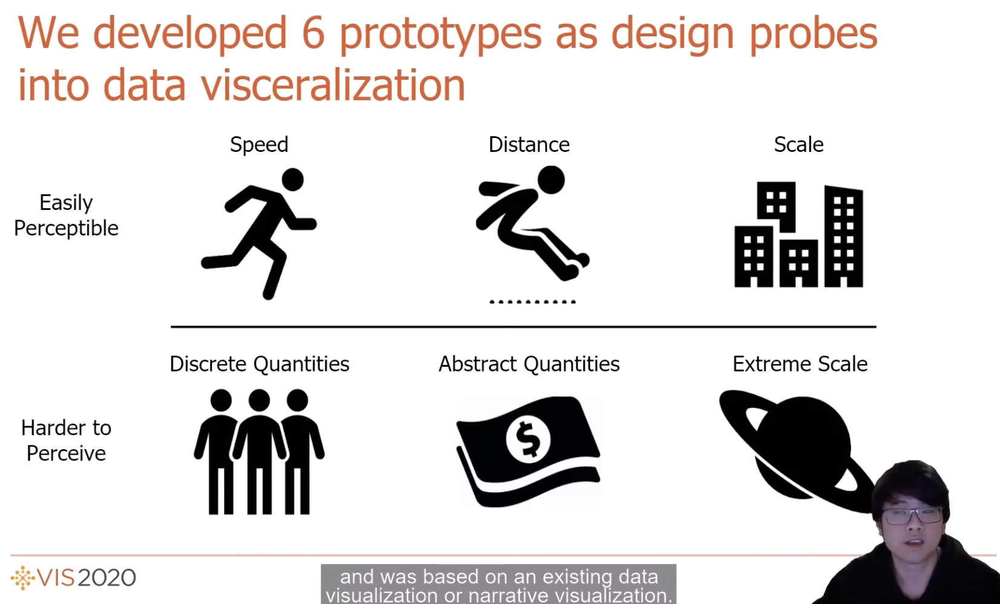 We developed 6 prototypes as design probes
into data visceralization
Speed
Distance
Scale
Easily
Perceptible
Discrete Quantities
Abstract Quantities
Extreme Scale
Harder to
Perceive
$
VIS2020
and was based on an existing data
visualization or narrative visualization.